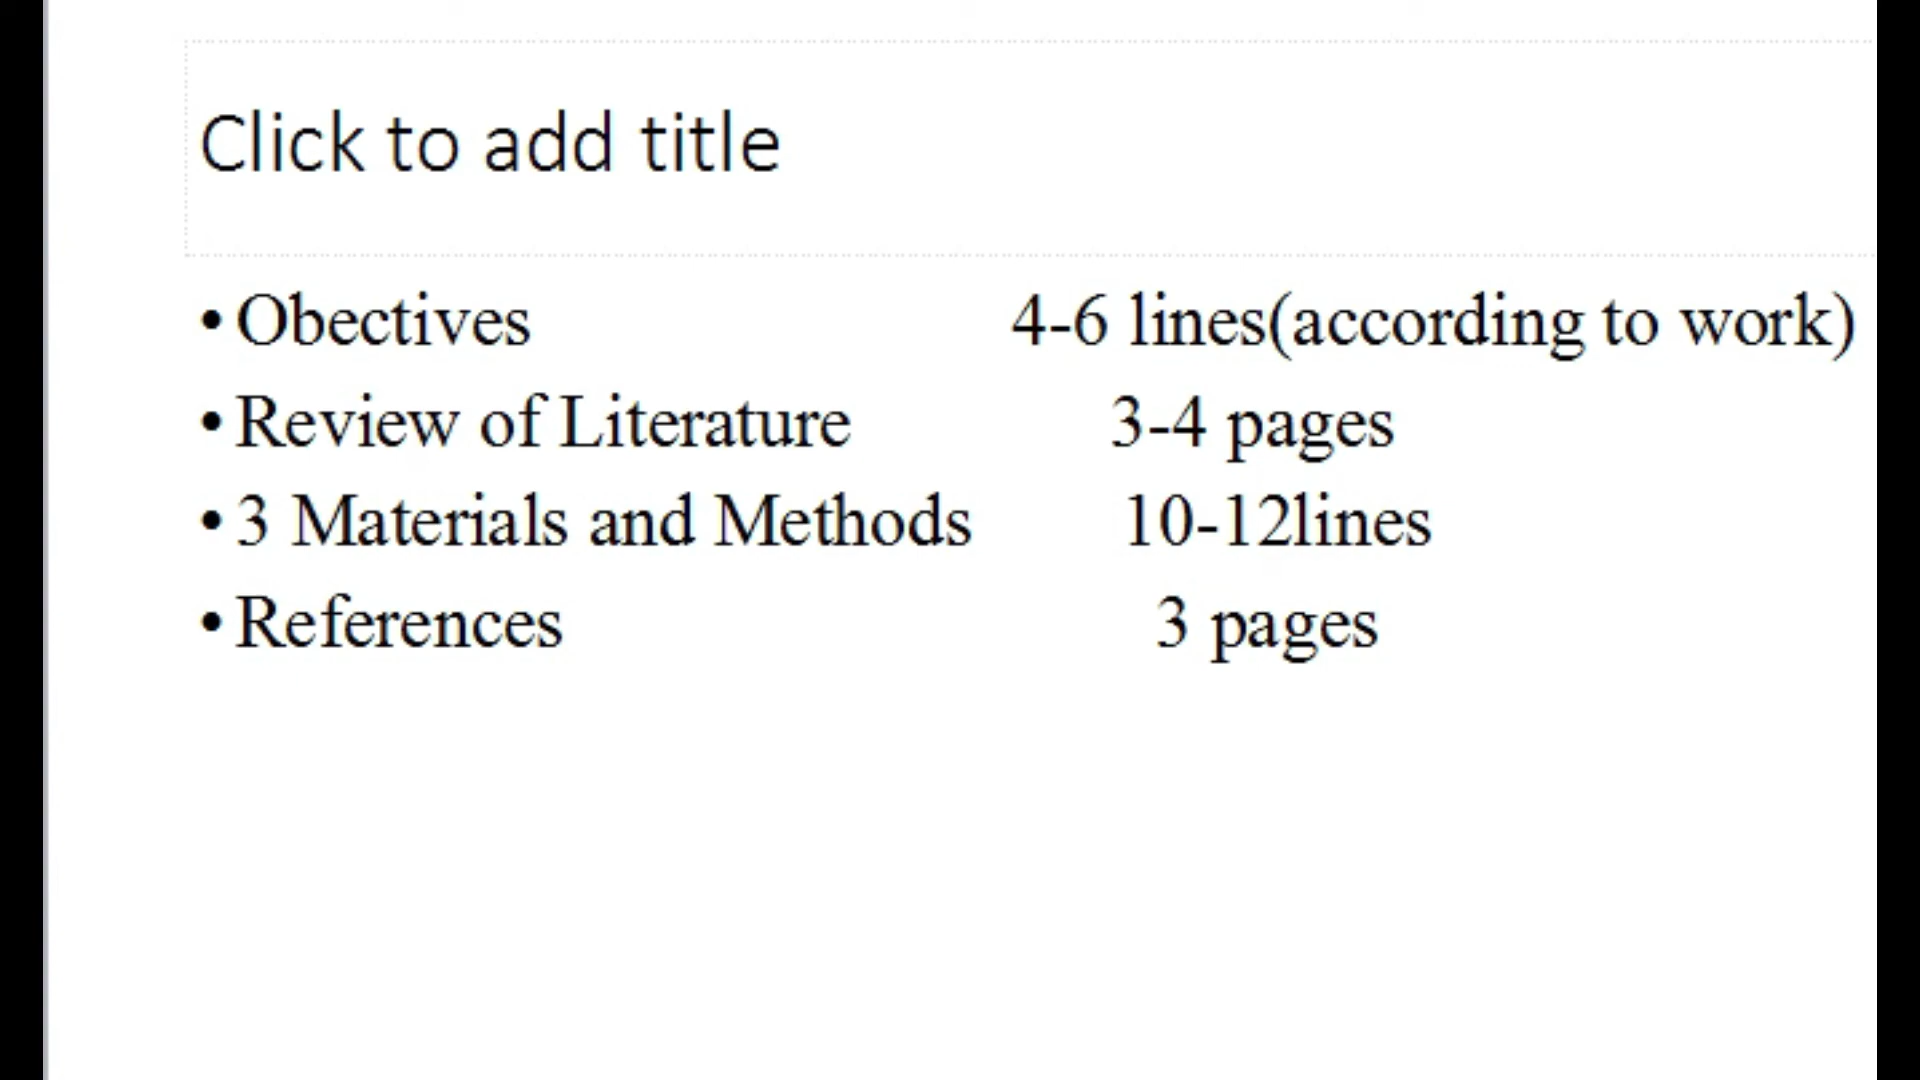 Click to add title
• Obectives 4-6 lines(according to work)
• Review of Literature 3-4 pages
• 3 Materials and Methods 10-12lines
• References 3 pages